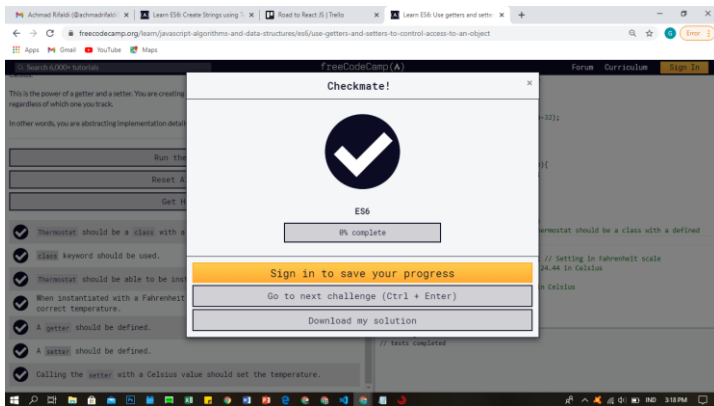 Achmad Rifaldi (@achmadrifaldi
Learn ES6: Create Strings using T
Road to React JS | Trello
Learn ES6: Use getters and sette
freecodecamp.org/learn/javascript-algorithms-and-data-structures/es6/use-getters-and-setters-to-control-access-to-an-object
G
Error
Apps
Gmail
YouTube
Maps
Search 6,000+ tutorials
freeCodeCamp(🔥)
Forum
Curriculum
Sign In
This is the power of a getter and a setter. You are creating
regardless of which one you track.
In other words, you are abstracting implementation detail
Run the
Reset A
Get H
Thermostat should be a class with a
class keyword should be used.
Thermostat should be able to be inst
When instantiated with a Fahrenheit
correct temperature.
A getter should be defined.
A setter should be defined.
Calling the setter with a Celsius value should set the temperature.
Checkmate!
×
ES6
0% complete
Sign in to save your progress
Go to next challenge (Ctrl + Enter)
Download my solution
-32);
){
ermostat should be a class with a defined
// Setting in Fahrenheit scale
24.44 in Celsius
n Celsius
// tests completed
IND
3:18 PM